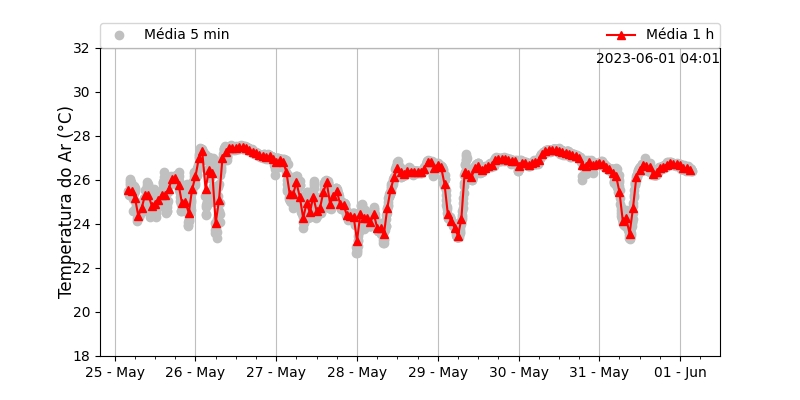 Média 5 min
Média 1 h
2023-06-01 04:01
Temperatura do Ar (°C)
32
30
28
26
24
22
20
18
25 - May
26 - May
27 - May
28 - May
29 - May
30 - May
31 - May
01 - Jun